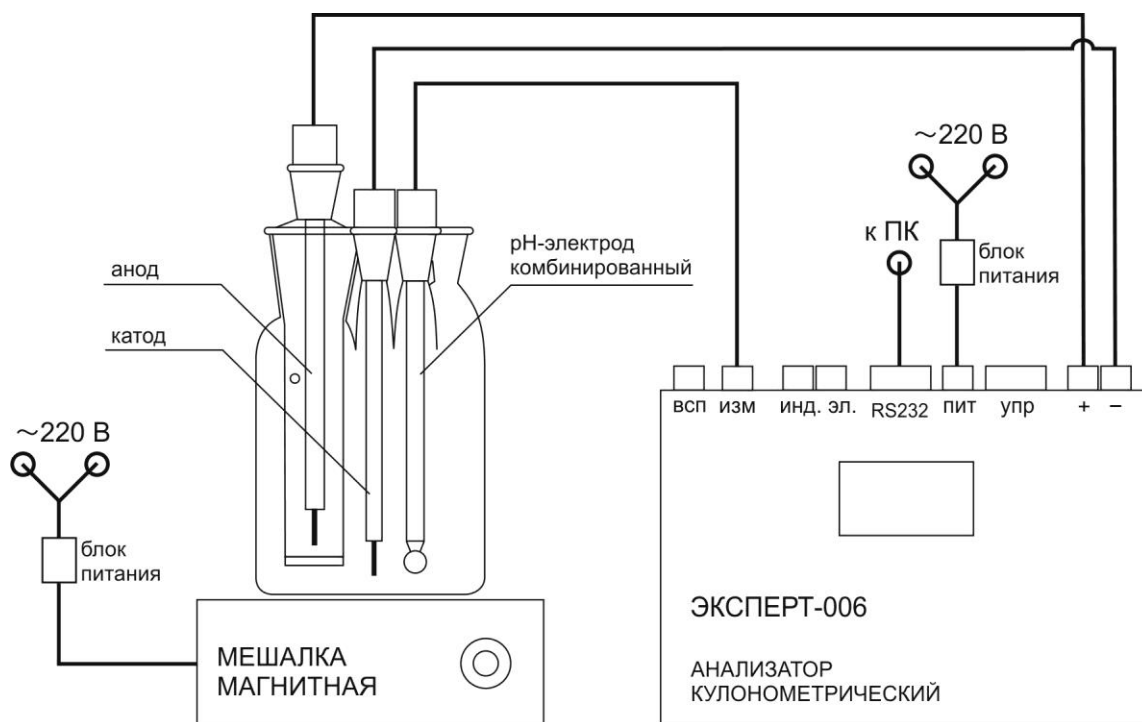 ~220 В
к ПК
блок
питания
pH-электрод
комбинированный
анод
катод
всп изм инд. эл. RS232 пит упр + –
~220 В
блок
питания
МЕШАЛКА
МАГНИТНАЯ
ЭКСПЕРТ-006
АНАЛИЗАТОР
КУЛОНОМЕТРИЧЕСКИЙ